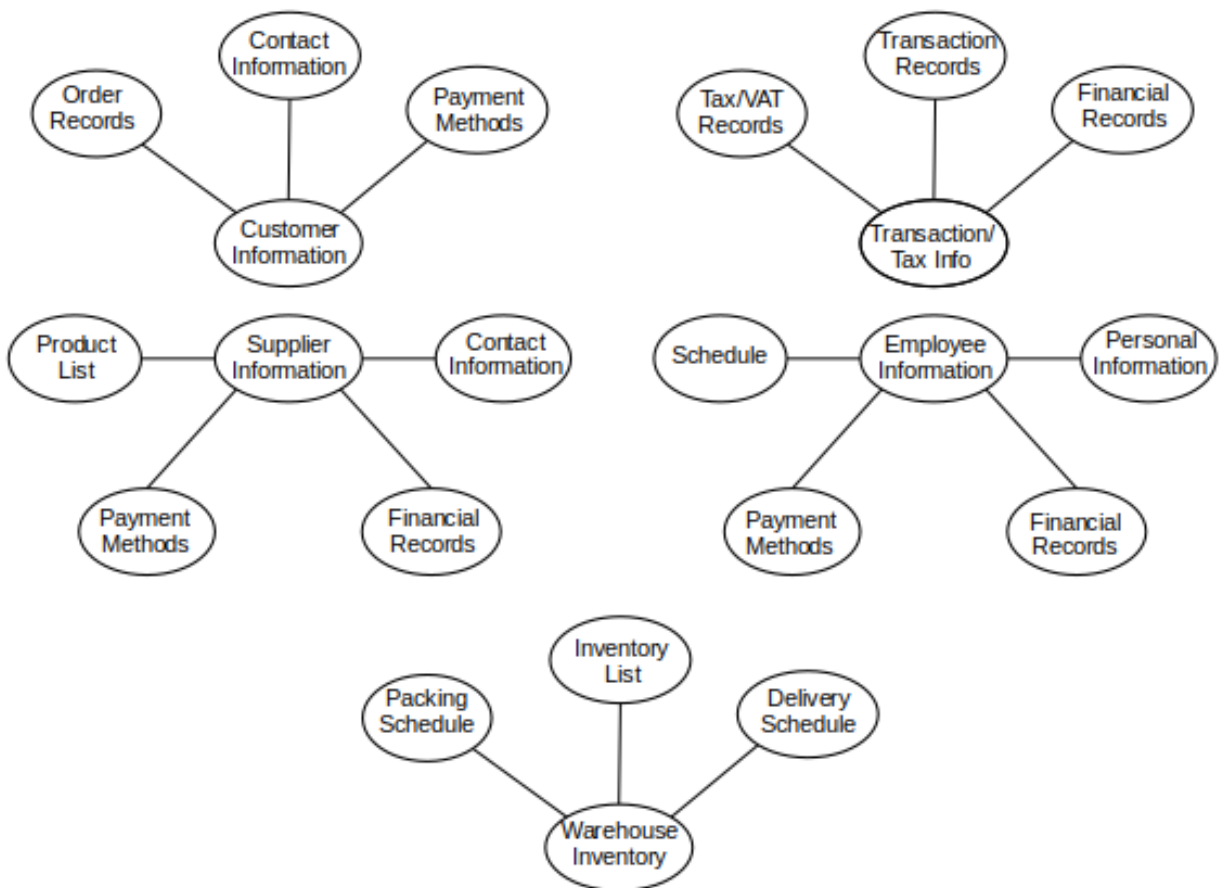 Contact
Information
Order
Records
Payment
Methods
Customer
Information
Transaction
Records
Tax/VAT
Records
Financial
Records
Transaction/
Tax Info
Product
List
Supplier
Information
Contact
Information
Payment
Methods
Financial
Records
Schedule
Employee
Information
Personal
Information
Payment
Methods
Financial
Records
Inventory
List
Packing
Schedule
Delivery
Schedule
Warehouse
Inventory